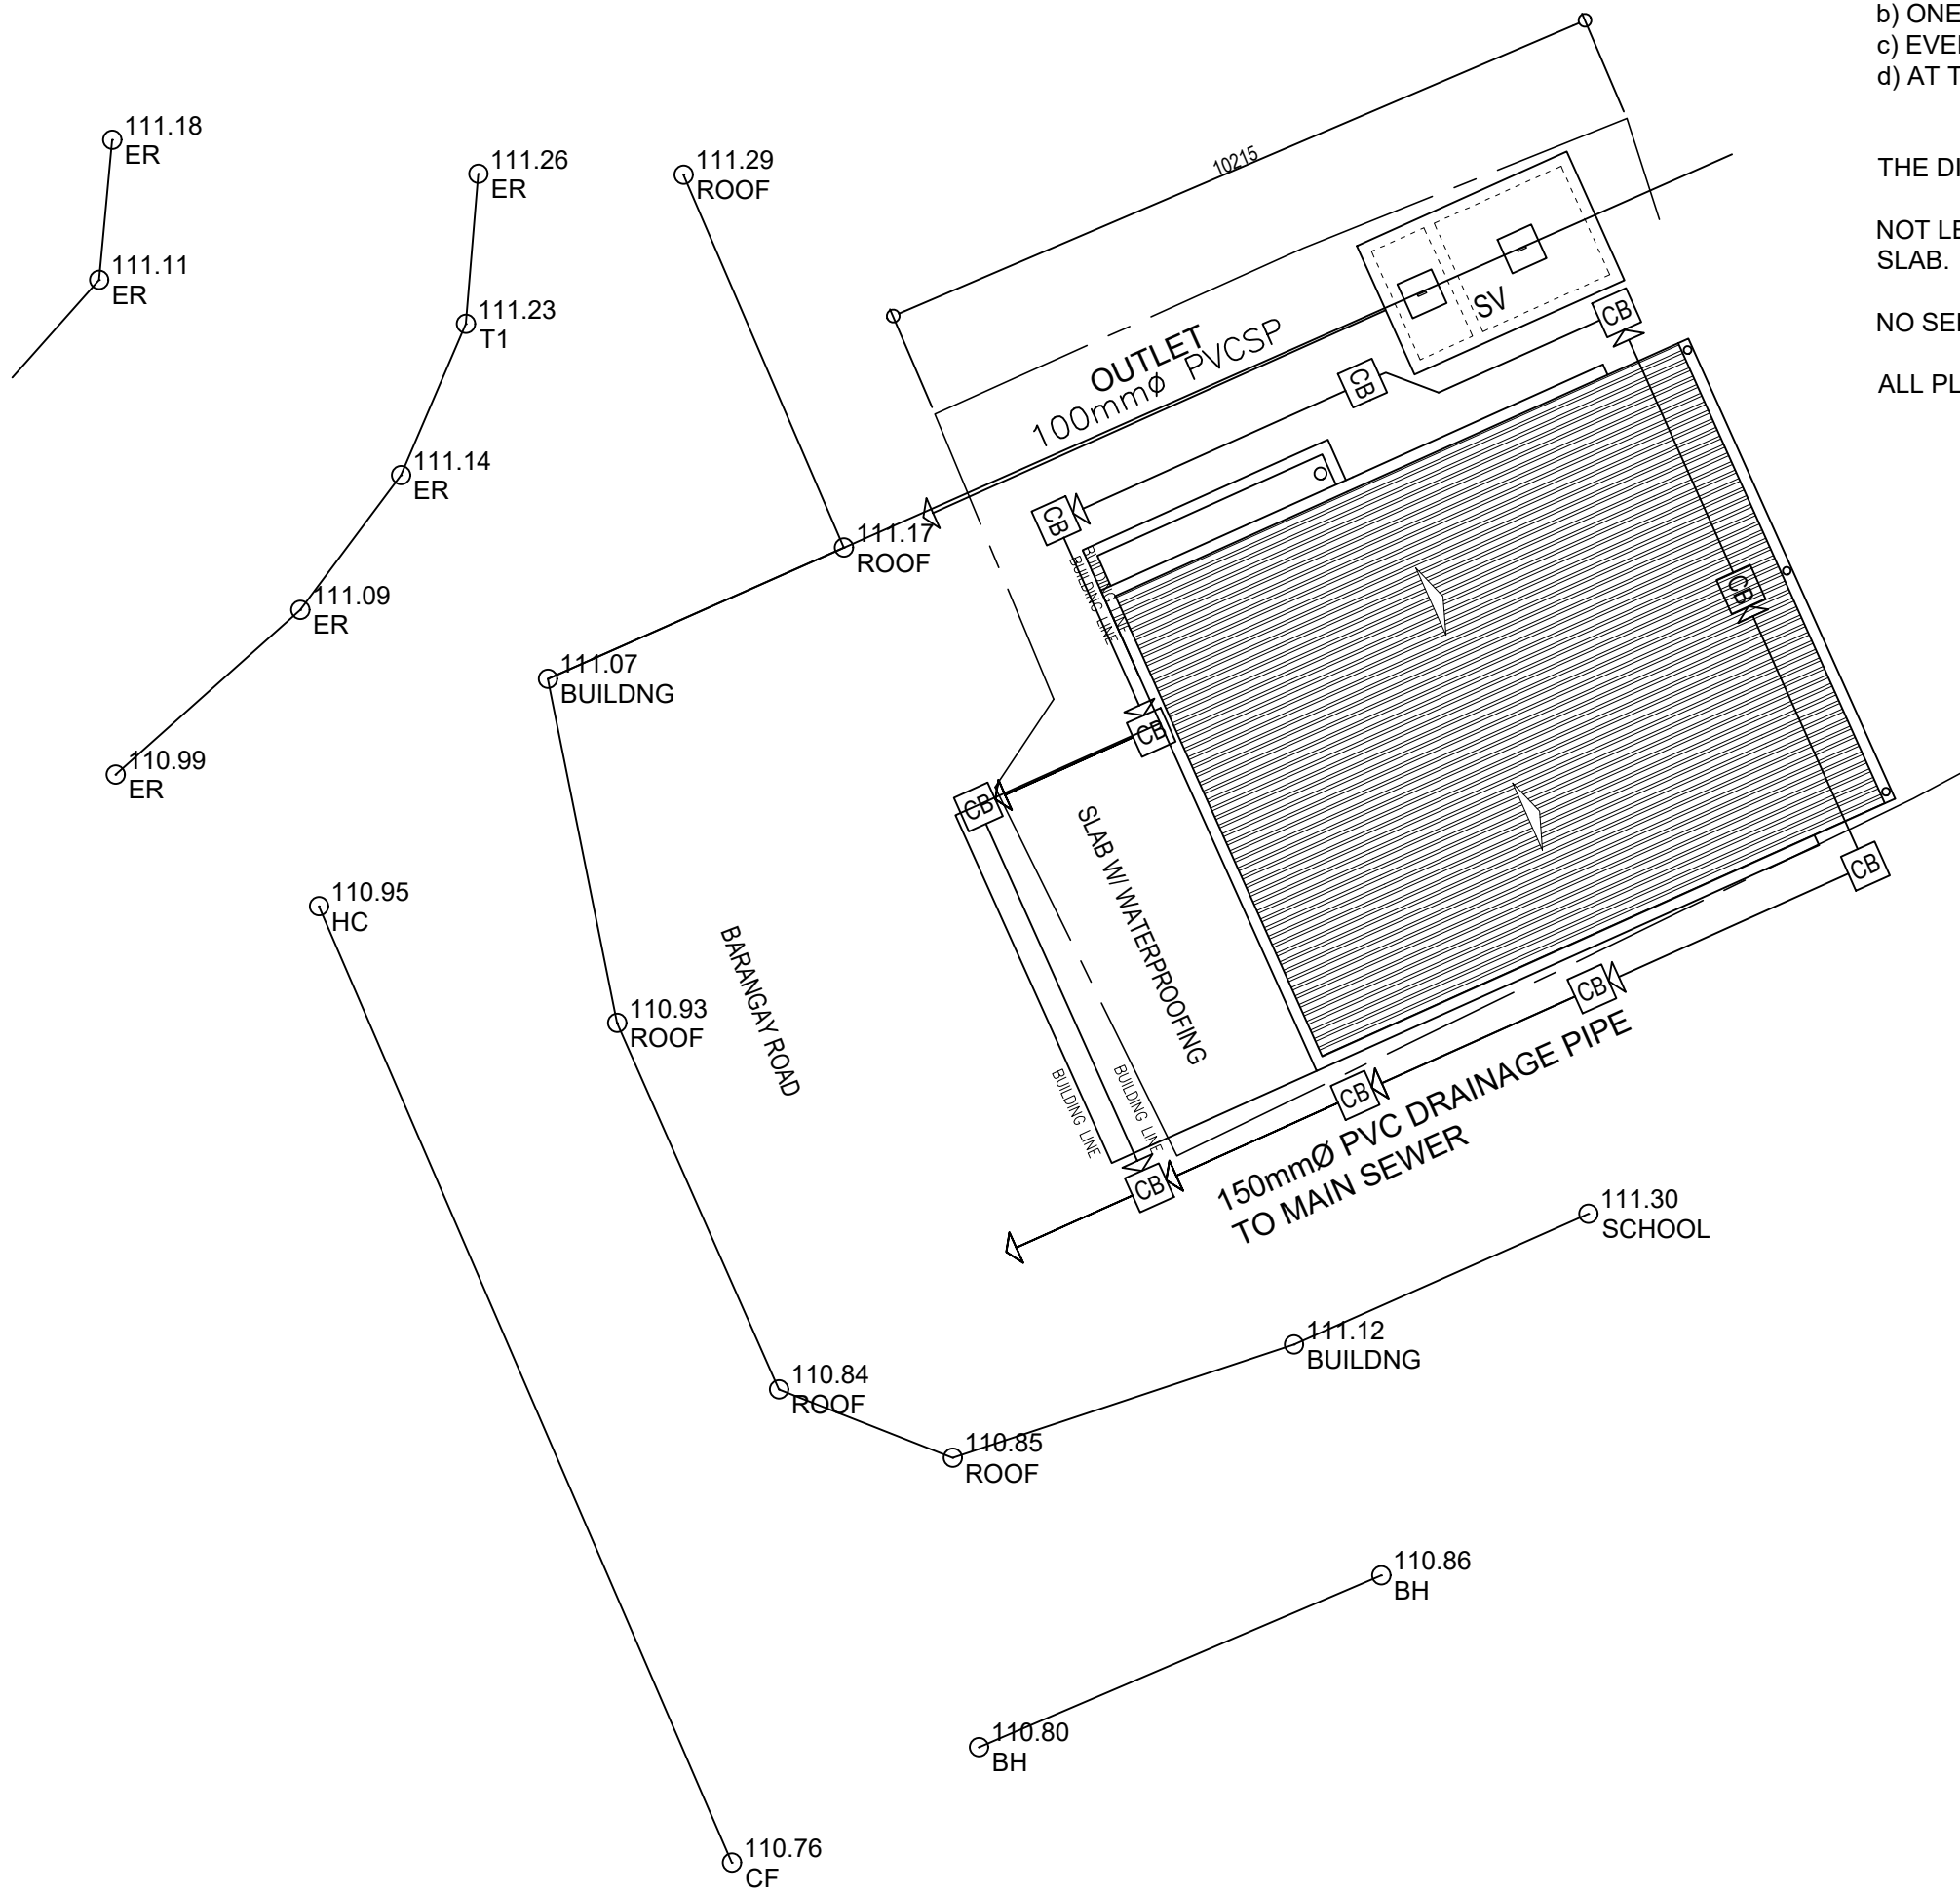 b) ONE
c) EVE
d) AT T
THE DI
NOT LE
SLAB.
NO SE
ALL PL
111.18
ER
111.26
ER
111.29
ROOF
10215
111.11
ER
111.23
T1
SV
CB
OUTLET
100mmø PVCSP
CB
111.14
ER
CB
111.17
ROOF
BUILDING LINE
BUILDING LINE
CB
111.09
ER
111.07
BUILDNG
CB
110.99
ER
CB
SLAB W/ WATERPROOFING
CB
110.95
HC
BARANGAY ROAD
CB
110.93
ROOF
BUILDING LINE
BUILDING LINE
CB
CB
150mmØ PVC DRAINAGE PIPE
TO MAIN SEWER
111.30
SCHOOL
111.12
BUILDNG
110.84
ROOF
110.85
ROOF
110.86
BH
110.80
BH
110.76
CF